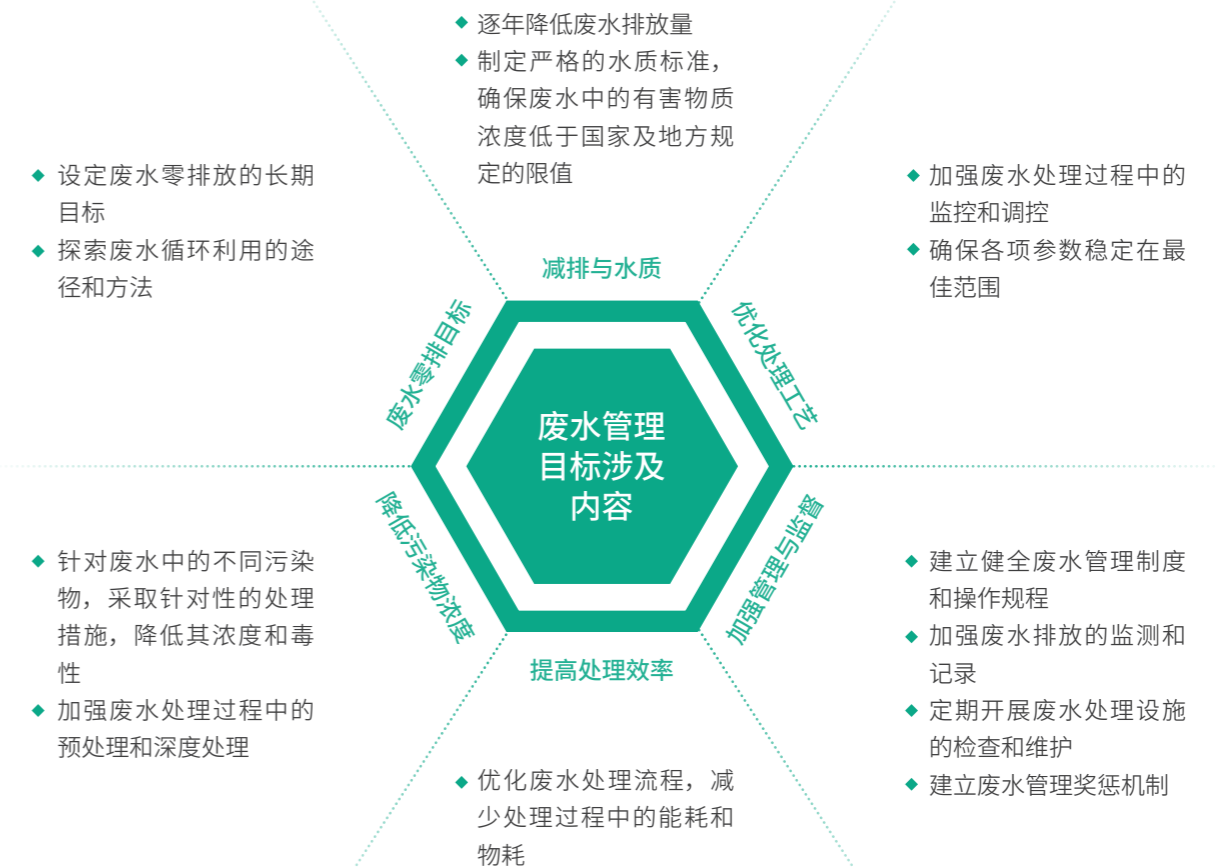 逐年降低废水排放量
制定严格的水质标准，
确保废水中的有害物质
浓度低于国家及地方规
定的限值
减排与水质
设定废水零排放的长期
目标
探索废水循环利用的途
径和方法
废水零排目标
加强废水处理过程中的
监控和调控
确保各项参数稳定在最
佳范围
优化处理工艺
废水管理
目标涉及
内容
针对废水中的不同污染
物，采取针对性的处理
措施，降低其浓度和毒
性
加强废水处理过程中的
预处理和深度处理
降低污染物浓度
提高处理效率
优化废水处理流程，减
少处理过程中的能耗和
物耗
加强管理与监督
建立健全废水管理制度
和操作规程
加强废水排放的监测和
记录
定期开展废水处理设施
的检查和维护
建立废水管理奖惩机制